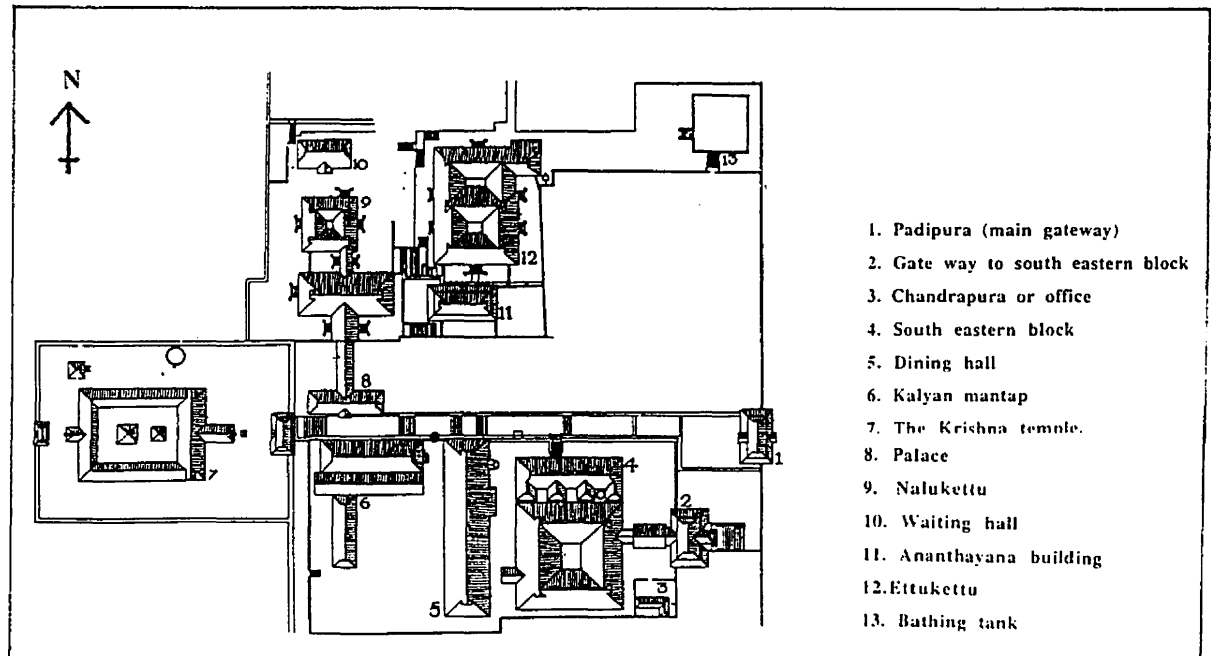 N
10
9
13
12
11
8
7
6
4
1
2
5
3
1. Padipura (main gateway)
2. Gate way to south eastern block
3. Chandrapura or office
4. South eastern block
5. Dining hall
6. Kalyan mantap
7. The Krishna temple.
8. Palace
9. Nalukettu
10. Waiting hall
11. Ananthayana building
12.Ettukettu
13. Bathing tank